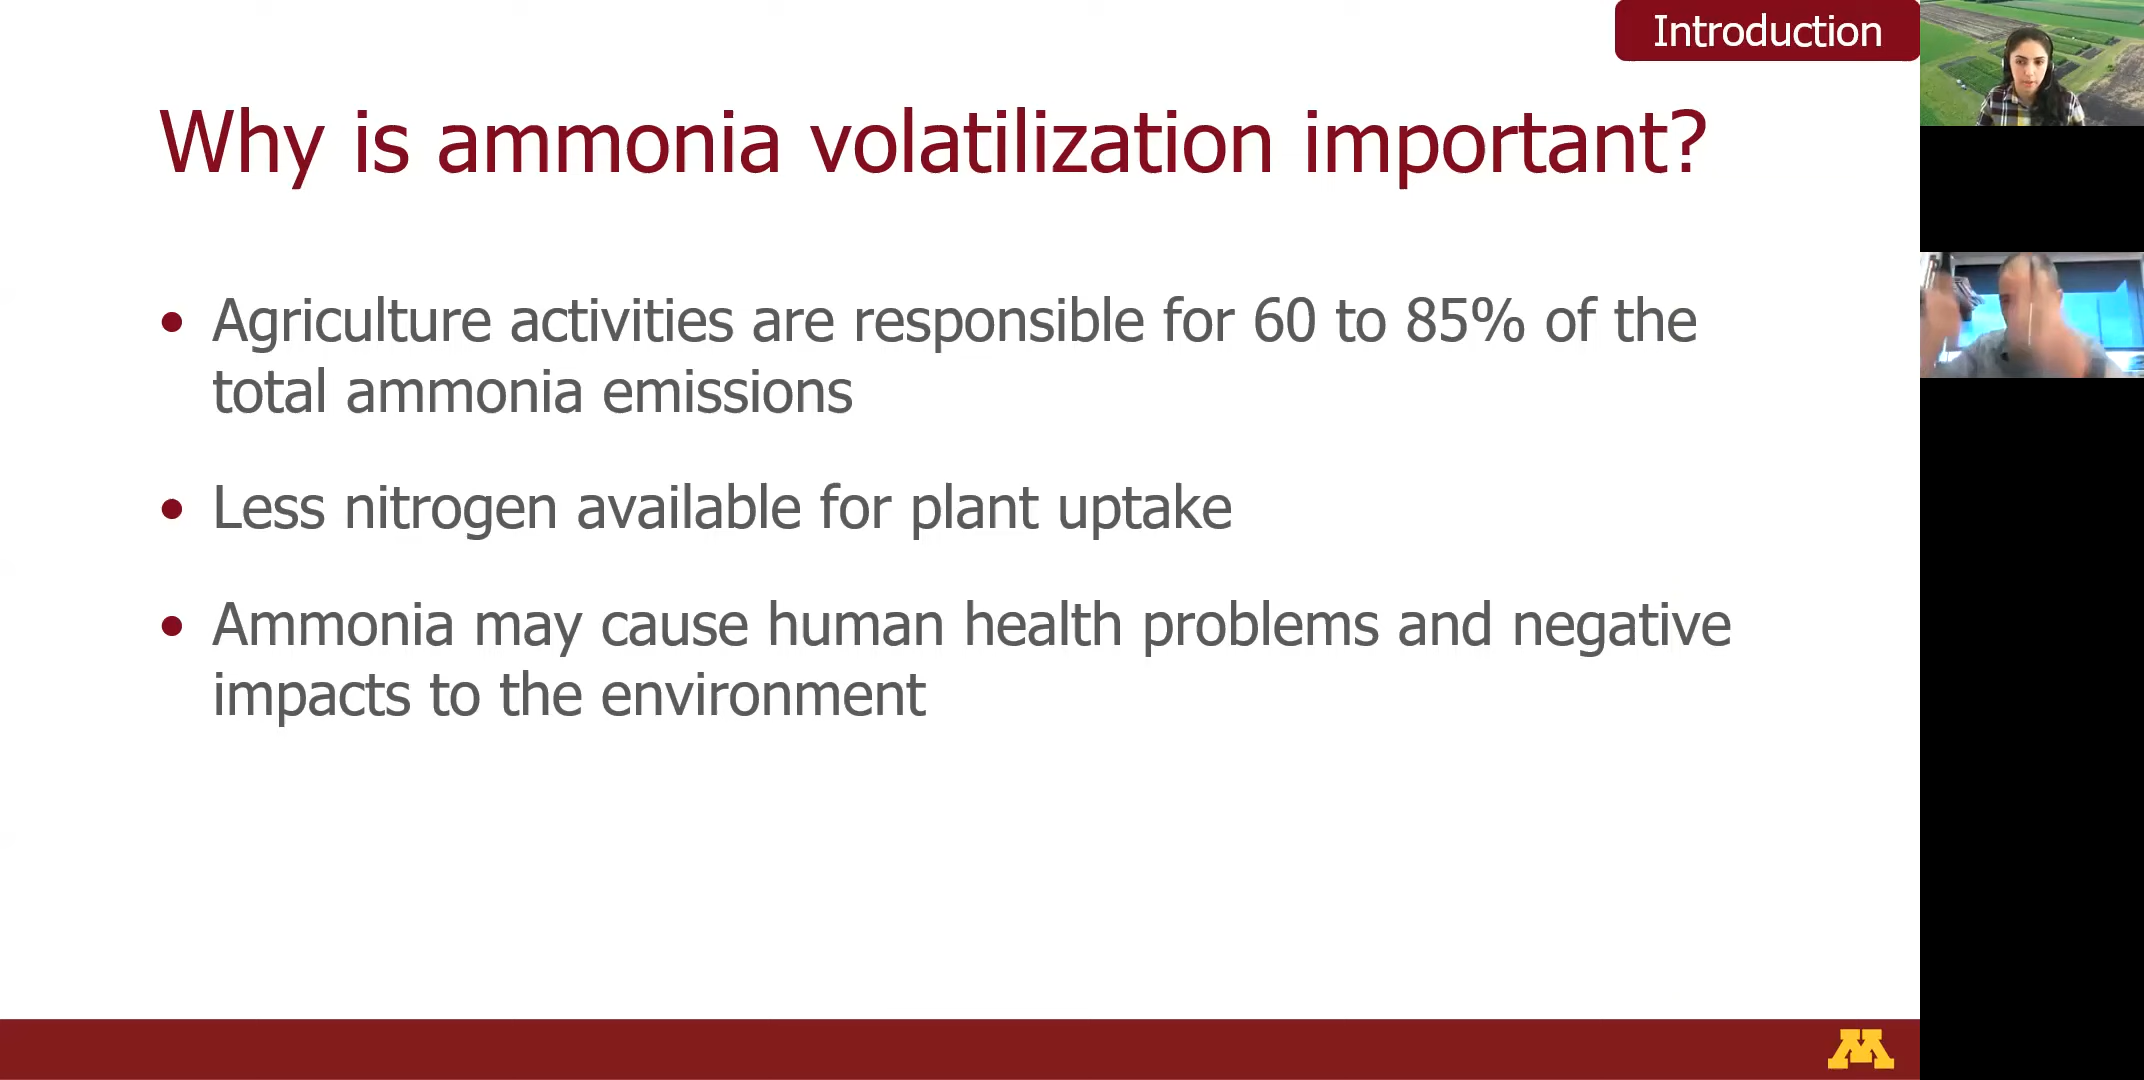 Introduction
Why is ammonia volatilization important?
• Agriculture activities are responsible for 60 to 85% of the
total ammonia emissions
• Less nitrogen available for plant uptake
• Ammonia may cause human health problems and negative
impacts to the environment
M